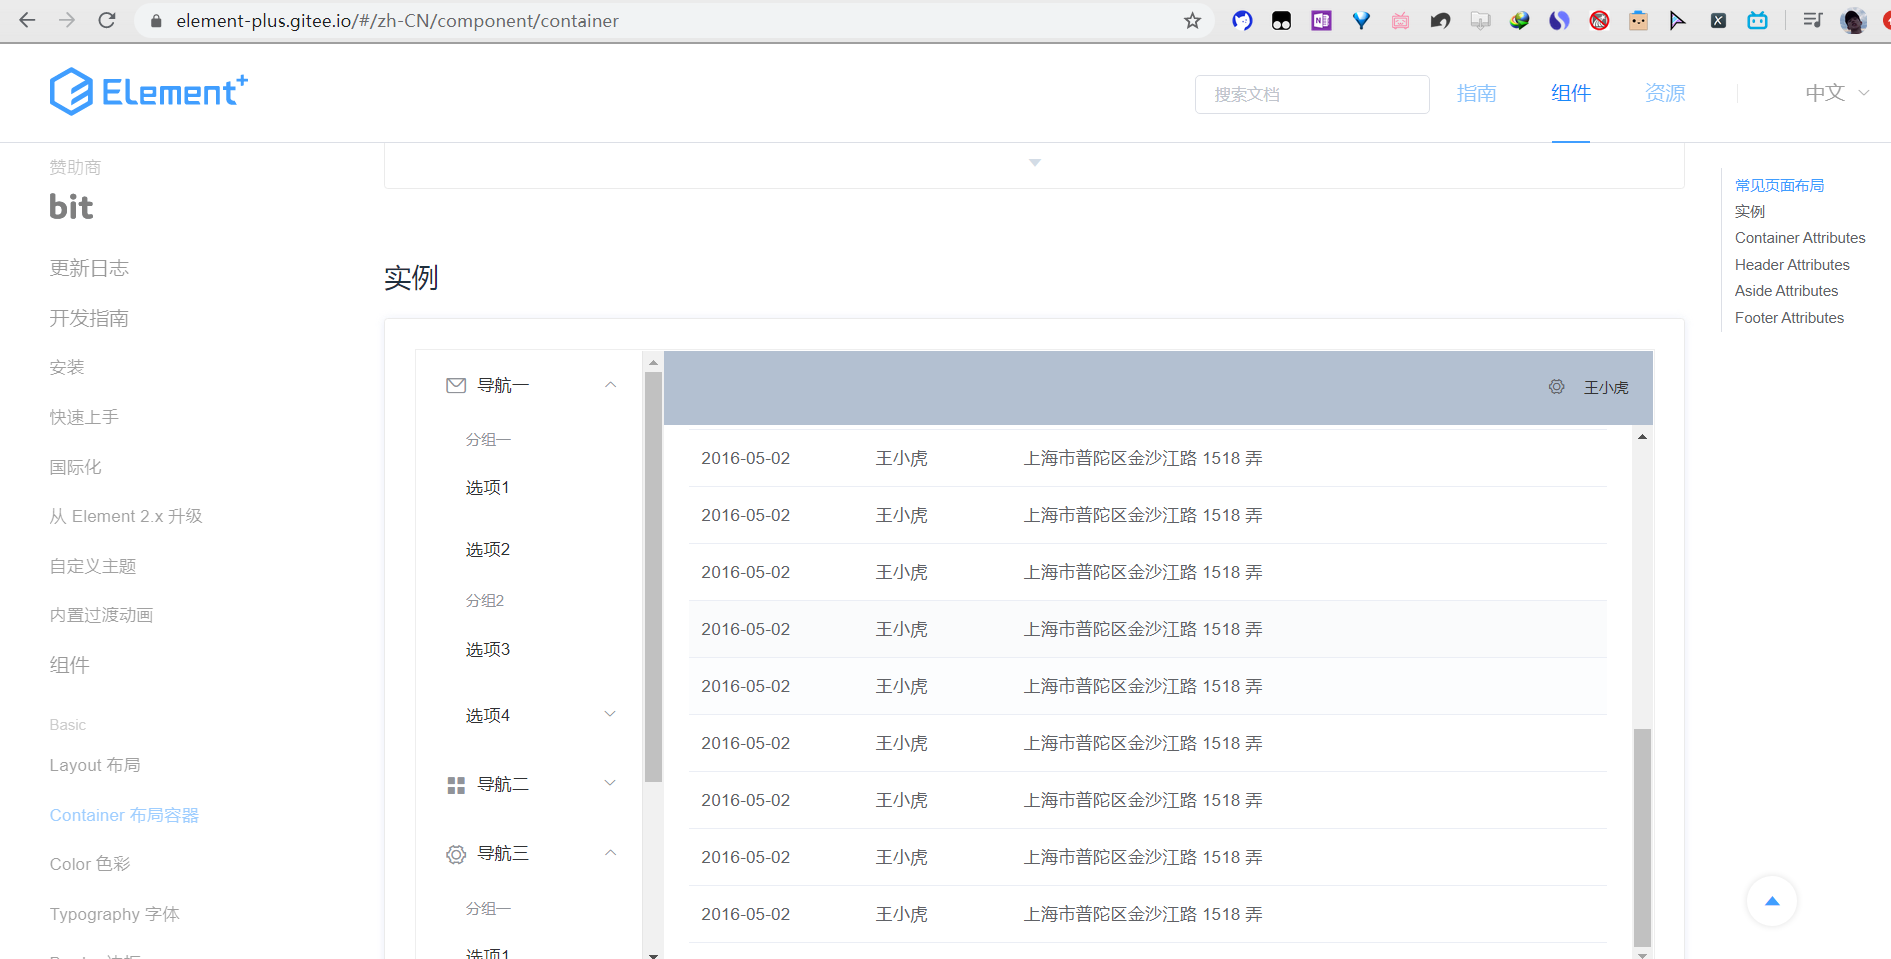 element-plus.gitee.io/#/zh-CN/component/container
Element+
搜索文档
指南
组件
资源
中文
赞助商
bit
更新日志
开发指南
安装
快速上手
国际化
从 Element 2.x 升级
自定义主题
内置过渡动画
组件
Basic
Layout 布局
Container 布局容器
Color 色彩
Typography 字体
实例
导航一
分组一
选项1
选项2
分组2
选项3
选项4
导航二
导航三
分组一
选项1
王小虎
2016-05-02 王小虎 上海市普陀区金沙江路 1518 弄
2016-05-02 王小虎 上海市普陀区金沙江路 1518 弄
2016-05-02 王小虎 上海市普陀区金沙江路 1518 弄
2016-05-02 王小虎 上海市普陀区金沙江路 1518 弄
2016-05-02 王小虎 上海市普陀区金沙江路 1518 弄
2016-05-02 王小虎 上海市普陀区金沙江路 1518 弄
2016-05-02 王小虎 上海市普陀区金沙江路 1518 弄
2016-05-02 王小虎 上海市普陀区金沙江路 1518 弄
2016-05-02 王小虎 上海市普陀区金沙江路 1518 弄
常见页面布局
实例
Container Attributes
Header Attributes
Aside Attributes
Footer Attributes